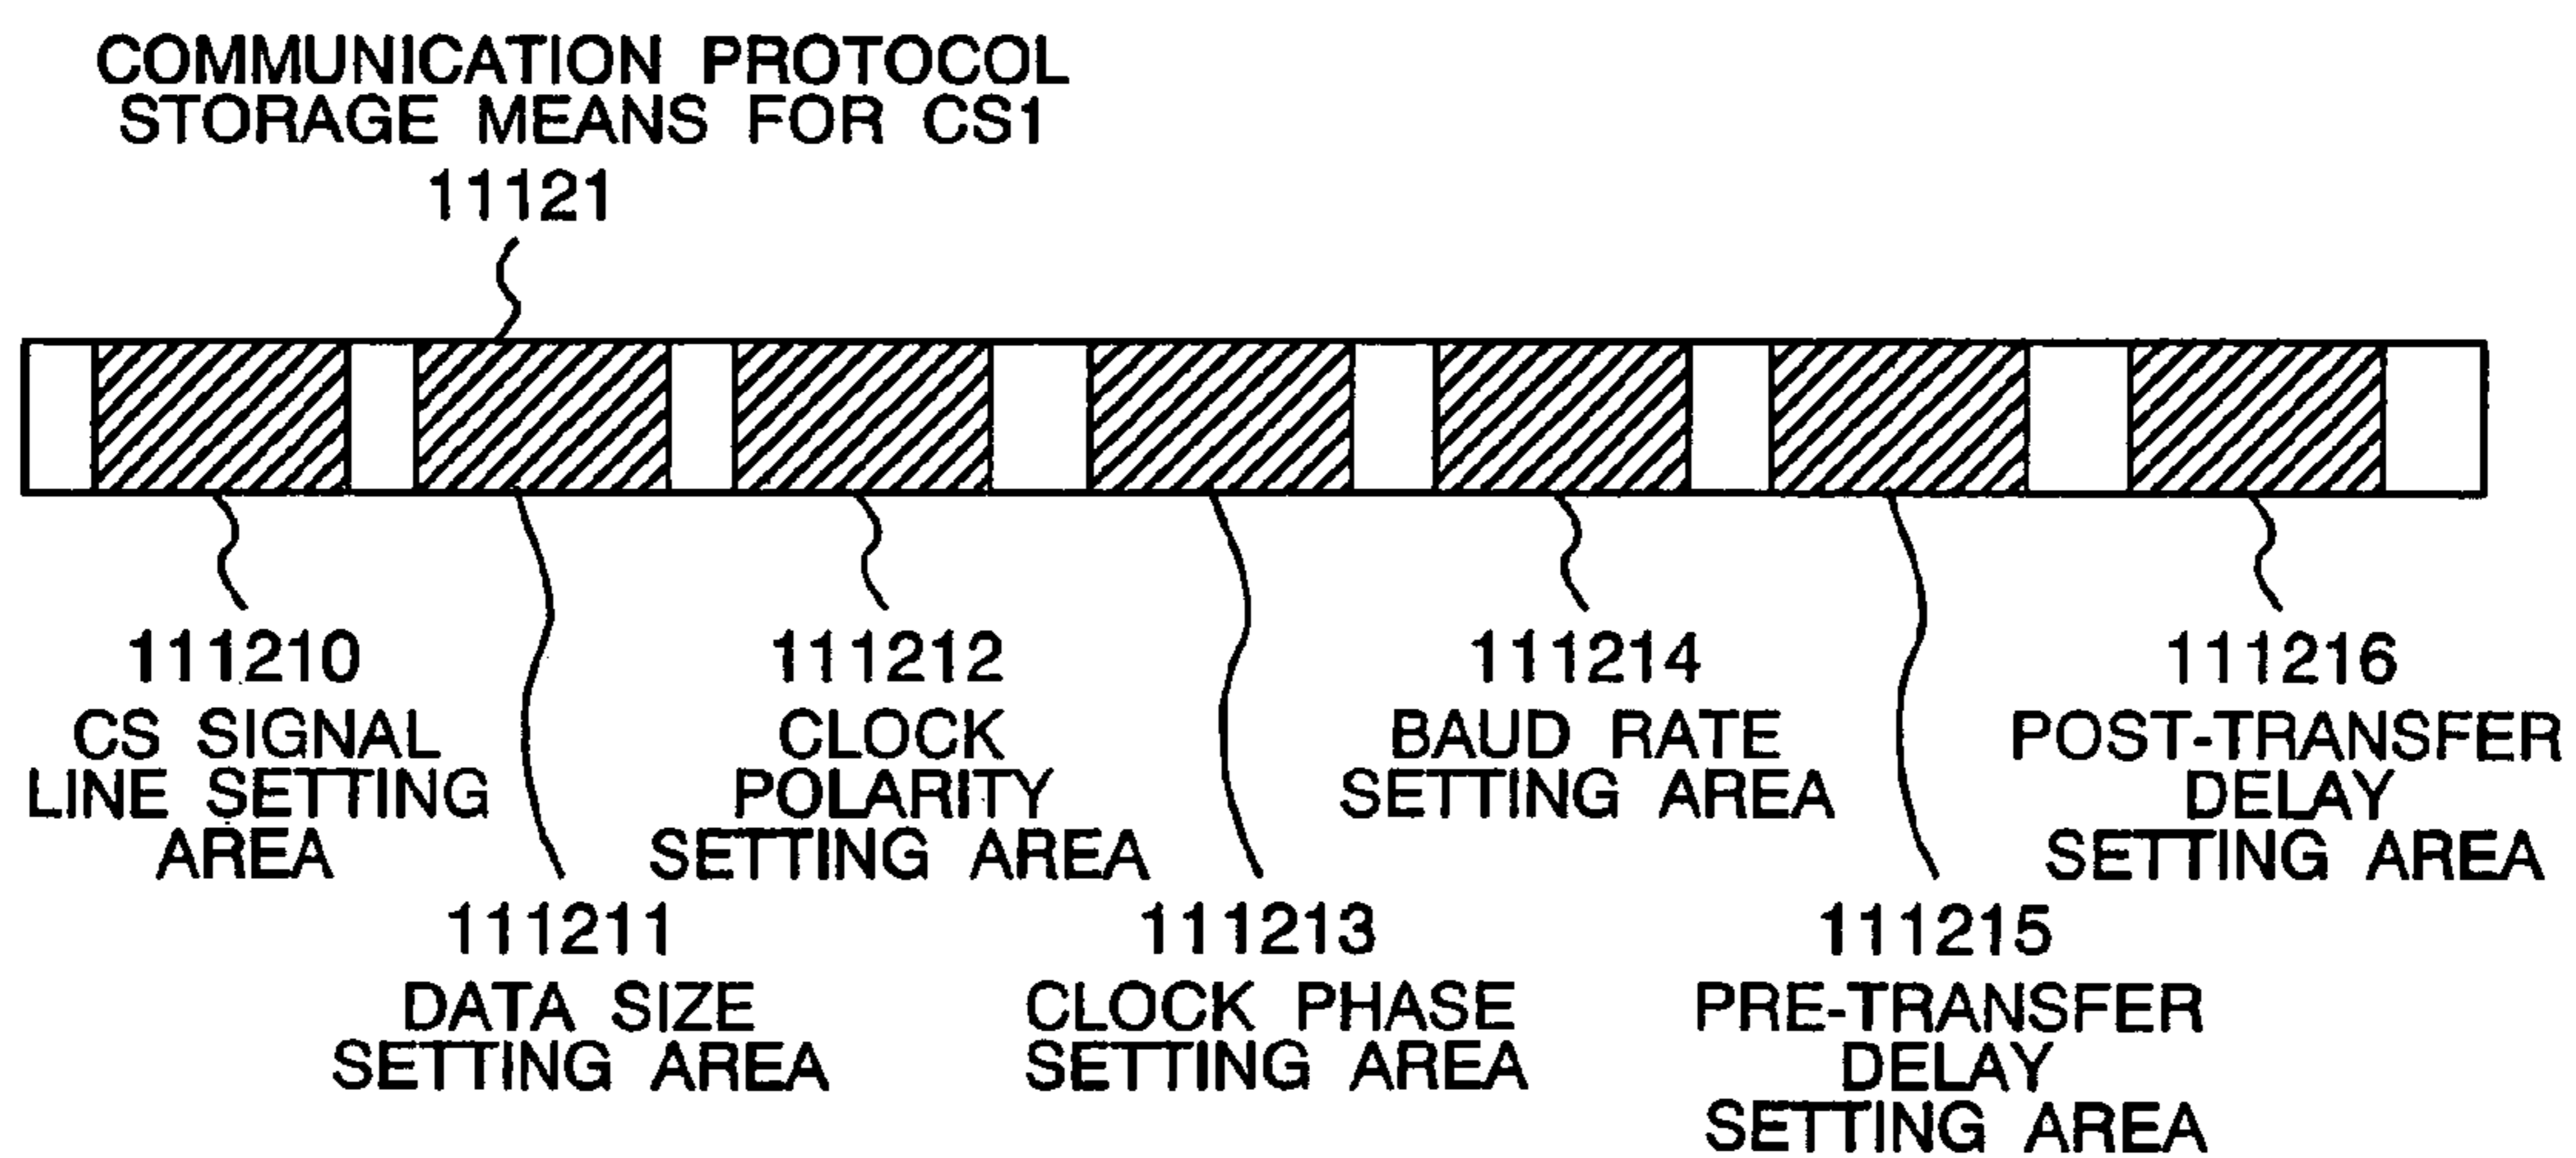 COMMUNICATION PROTOCOL
STORAGE MEANS FOR CS1
11121
111210
CS SIGNAL
LINE SETTING
AREA
111211
DATA SIZE
SETTING AREA
111212
CLOCK
POLARITY
SETTING AREA
111213
CLOCK PHASE
SETTING AREA
111214
BAUD RATE
SETTING AREA
111215
PRE-TRANSFER
DELAY
SETTING AREA
111216
POST-TRANSFER
DELAY
SETTING AREA